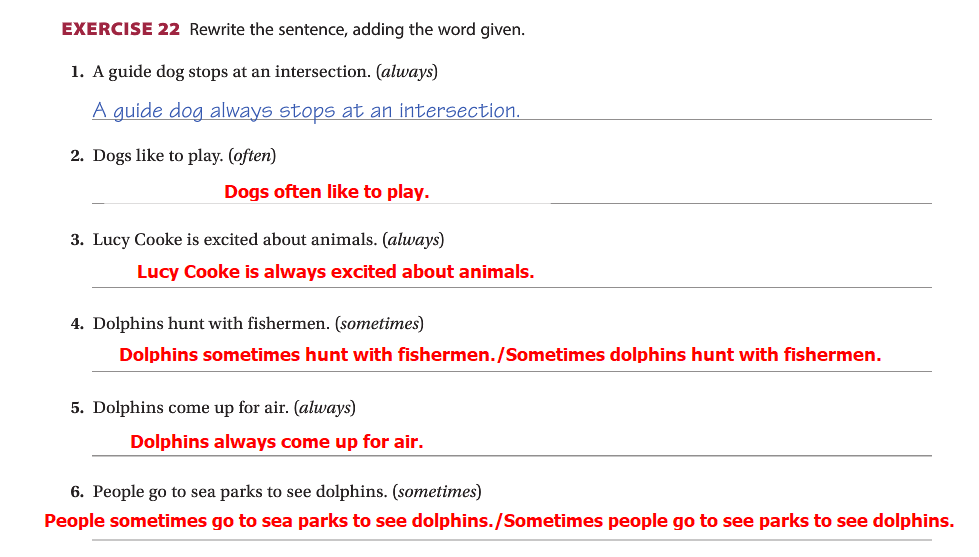 EXERCISE 22 Rewrite the sentence, adding the word given.
1. A guide dog stops at an intersection. (always)
A guide dog always stops at an intersection.
2. Dogs like to play. (often)
Dogs often like to play.
3. Lucy Cooke is excited about animals. (always)
Lucy Cooke is always excited about animals.
4. Dolphins hunt with fishermen. (sometimes)
Dolphins sometimes hunt with fishermen./Sometimes dolphins hunt with fishermen.
5. Dolphins come up for air. (always)
Dolphins always come up for air.
6. People go to sea parks to see dolphins. (sometimes)
People sometimes go to sea parks to see dolphins./Sometimes people go to see parks to see dolphins.